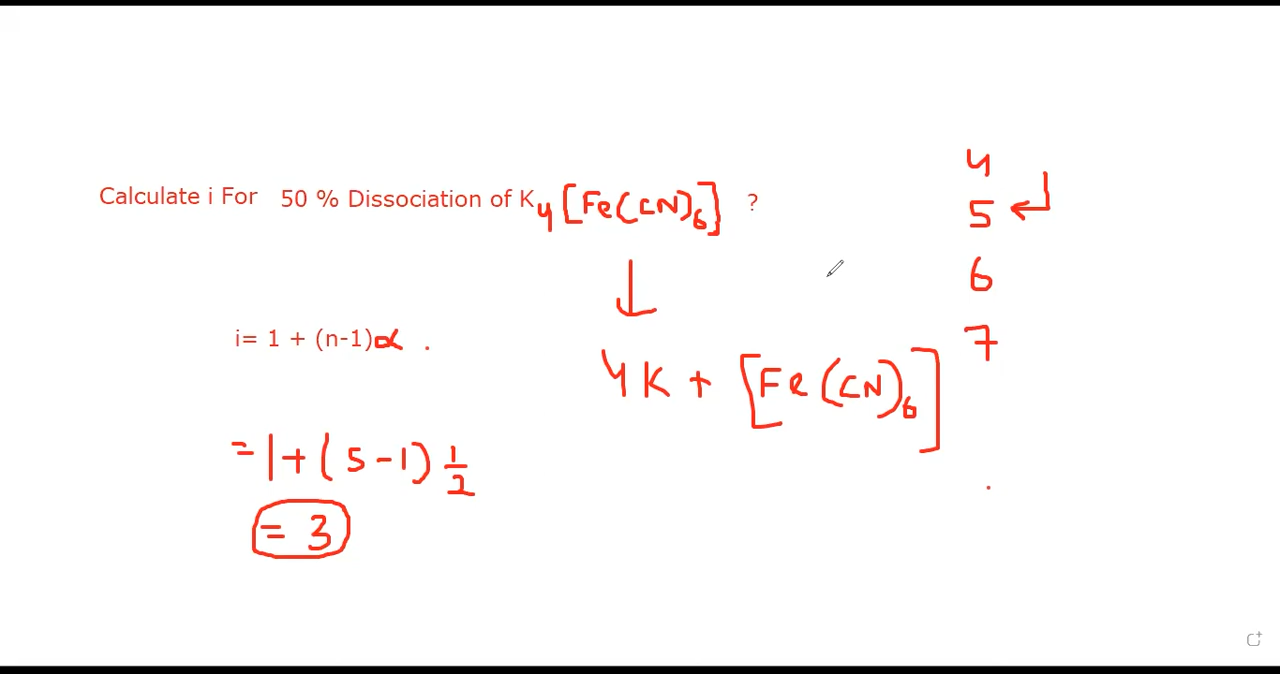 Calculate i For 50 % Dissociation of K₄[Fe(CN)₆] ?
↓
4K + [Fe(CN)₆]
i= 1 + (n-1)α .
= 1 + (5-1) 1/2
= 3
4
5
6
7